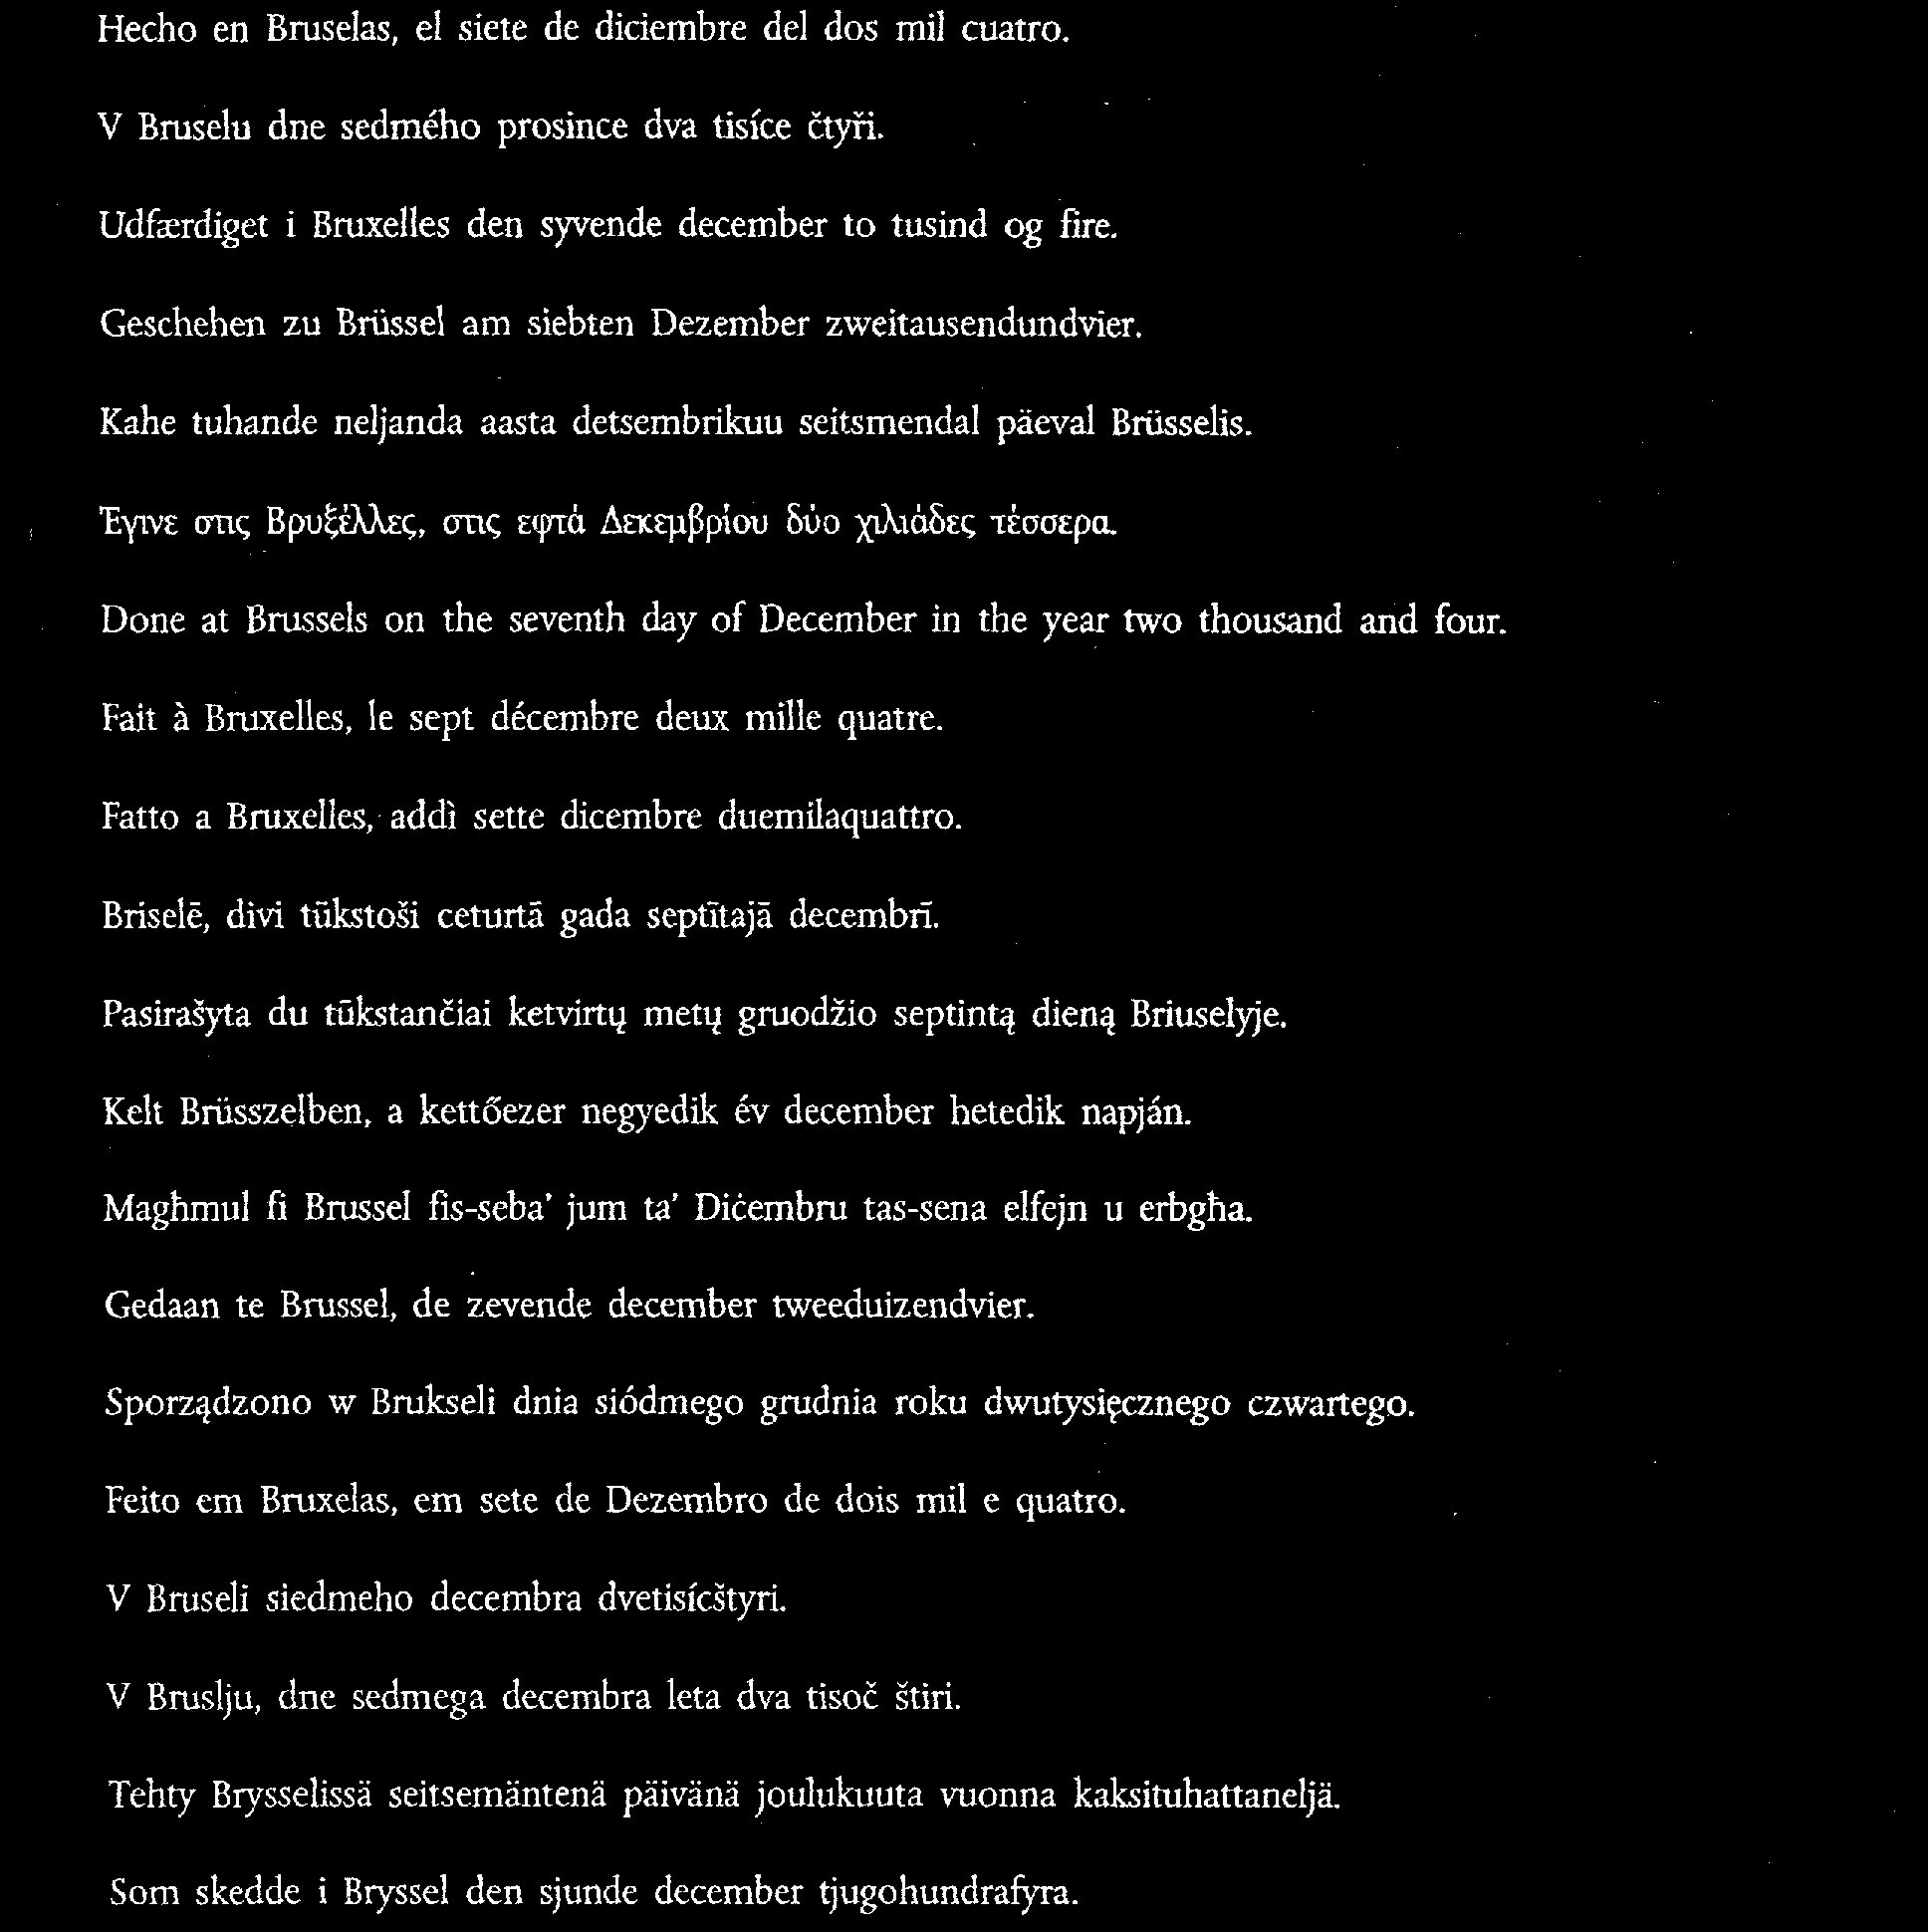 Hecho en Bruselas, el siete de diciembre del dos mil cuatro.
V Bruselu dne sedmého prosince dva tisíce čtyři.
Udfærdiget i Bruxelles den syvende december to tusind og fire.
Geschehen zu Brüssel am siebten Dezember zweitausendundvier.
Kahe tuhande neljanda aasta detsembrikuu seitsmendal päeval Brüsselis.
Έγινε στις Βρυξέλλες, στις εφτά Δεκεμβρίου δύο χιλιάδες τέσσερα.
Done at Brussels on the seventh day of December in the year two thousand and four.
Fait à Bruxelles, le sept décembre deux mille quatre.
Fatto a Bruxelles, addì sette dicembre duemilaquattro.
Briselē, divi tūkstoši ceturtā gada septītajā decembrī.
Pasirašyta du tūkstančiai ketvirtų metų gruodžio septintą dieną Briuselyje.
Kelt Brüsszelben, a kettőezer negyedik év december hetedik napján.
Magħmul fi Brussel fis-seba' jum ta' Diċembru tas-sena elfejn u erbgħa.
Gedaan te Brussel, de zevende december tweeduizendvier.
Sporządzono w Brukseli dnia siódmego grudnia roku dwutysięcznego czwartego.
Feito em Bruxelas, em sete de Dezembro de dois mil e quatro.
V Bruseli siedmeho decembra dvetisícštyri.
V Bruslju, dne sedmega decembra leta dva tisoč štiri.
Tehty Brysselissä seitsemäntenä päivänä joulukuuta vuonna kaksituhattaneljä.
Som skedde i Bryssel den sjunde december tjugohundrafyra.